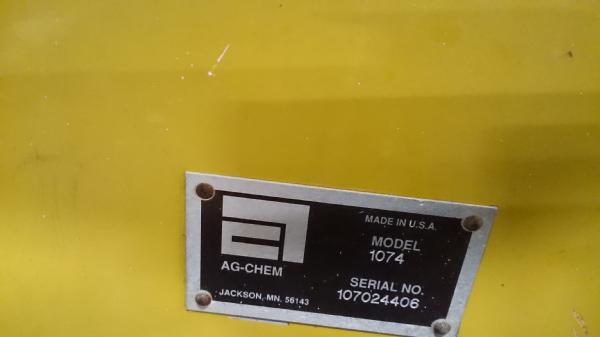 MADE IN U.S.A.
MODEL
1074
AG-CHEM
SERIAL NO.
JACKSON, MN. 56143
107024406